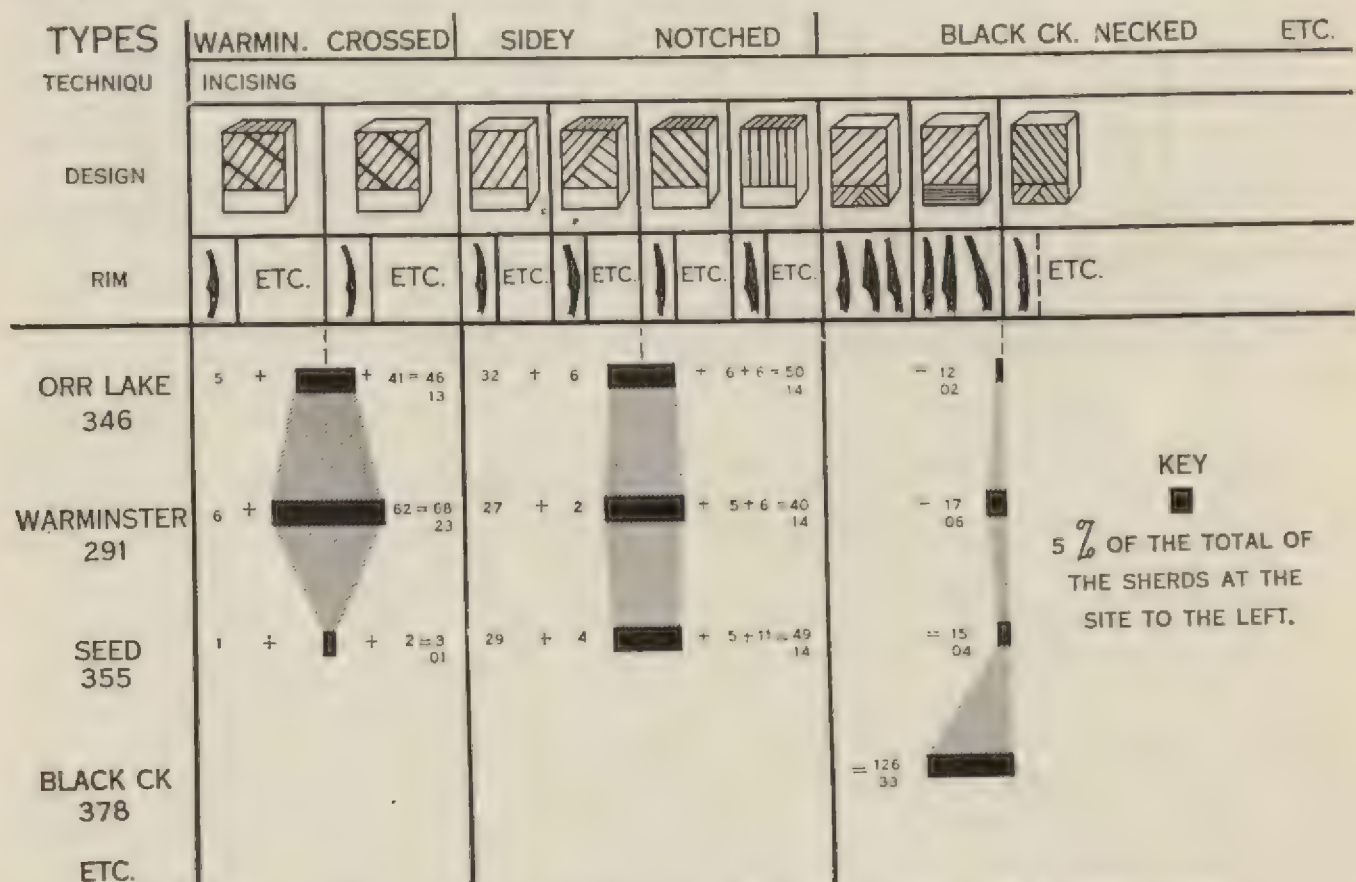 TYPES WARMIN. CROSSED SIDEY NOTCHED BLACK CK. NECKED ETC.
TECHNIQU INCISING
DESIGN
RIM ETC. ETC. ETC. ETC. ETC. ETC. ETC.
ORR LAKE 5 + + 41 = 46 32 + 6 + 6 + 6 = 50 - 12
346 13 14 02
WARMINSTER 6 + 62 = 68 27 + 2 + 5 + 6 = 40 - 17
291 23 14 06
SEED 1 + + 2 = 3 29 + 4 + 5 + 11 = 49 = 15
355 01 14 04
BLACK CK = 126
378 33
ETC.
KEY
5 % OF THE TOTAL OF
THE SHERDS AT THE
SITE TO THE LEFT.